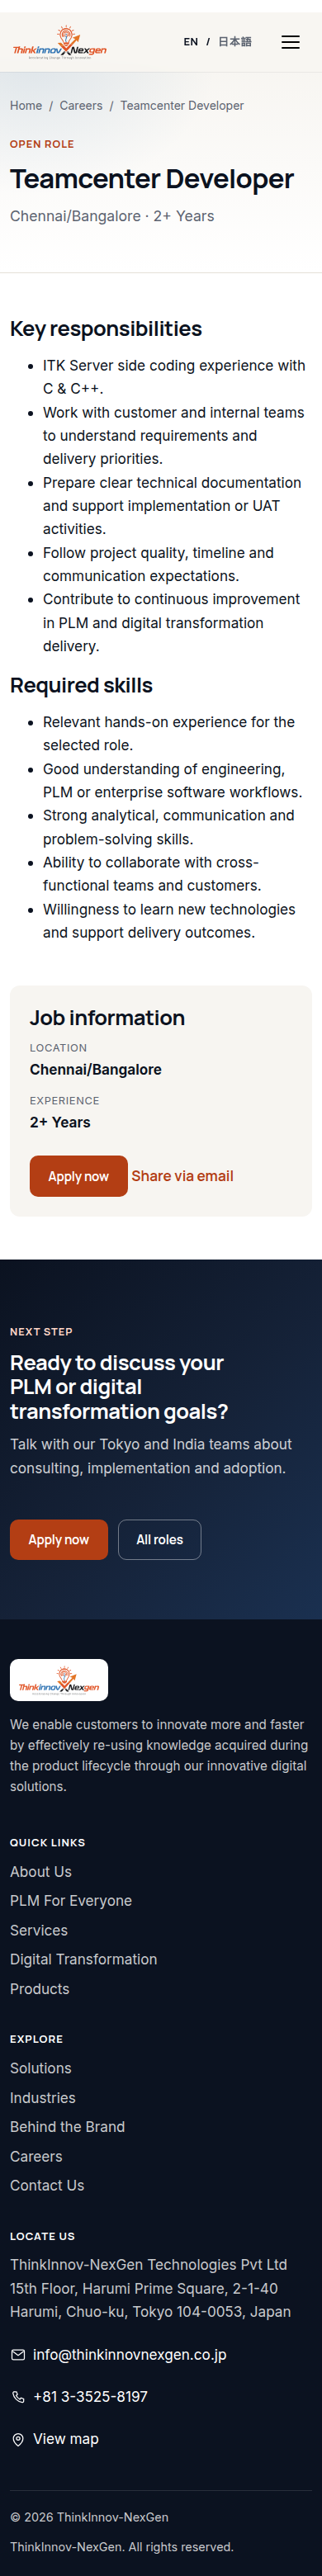 ThinkinnovXNexgen
EN / 日本語
Home / Careers / Teamcenter Developer
OPEN ROLE
Teamcenter Developer
Chennai/Bangalore · 2+ Years
Key responsibilities
• ITK Server side coding experience with
C & C++.
• Work with customer and internal teams
to understand requirements and
delivery priorities.
• Prepare clear technical documentation
and support implementation or UAT
activities.
• Follow project quality, timeline and
communication expectations.
• Contribute to continuous improvement
in PLM and digital transformation
delivery.
Required skills
• Relevant hands-on experience for the
selected role.
• Good understanding of engineering,
PLM or enterprise software workflows.
• Strong analytical, communication and
problem-solving skills.
• Ability to collaborate with cross-
functional teams and customers.
• Willingness to learn new technologies
and support delivery outcomes.
Job information
LOCATION
Chennai/Bangalore
EXPERIENCE
2+ Years
Apply now Share via email
NEXT STEP
Ready to discuss your
PLM or digital
transformation goals?
Talk with our Tokyo and India teams about
consulting, implementation and adoption.
Apply now All roles
ThinkinnovXNexgen
We enable customers to innovate more and faster
by effectively re-using knowledge acquired during
the product lifecycle through our innovative digital
solutions.
QUICK LINKS
About Us
PLM For Everyone
Services
Digital Transformation
Products
EXPLORE
Solutions
Industries
Behind the Brand
Careers
Contact Us
LOCATE US
ThinkInnov-NexGen Technologies Pvt Ltd
15th Floor, Harumi Prime Square, 2-1-40
Harumi, Chuo-ku, Tokyo 104-0053, Japan
info@thinkinnovnexgen.co.jp
+81 3-3525-8197
View map
© 2026 ThinkInnov-NexGen
ThinkInnov-NexGen. All rights reserved.